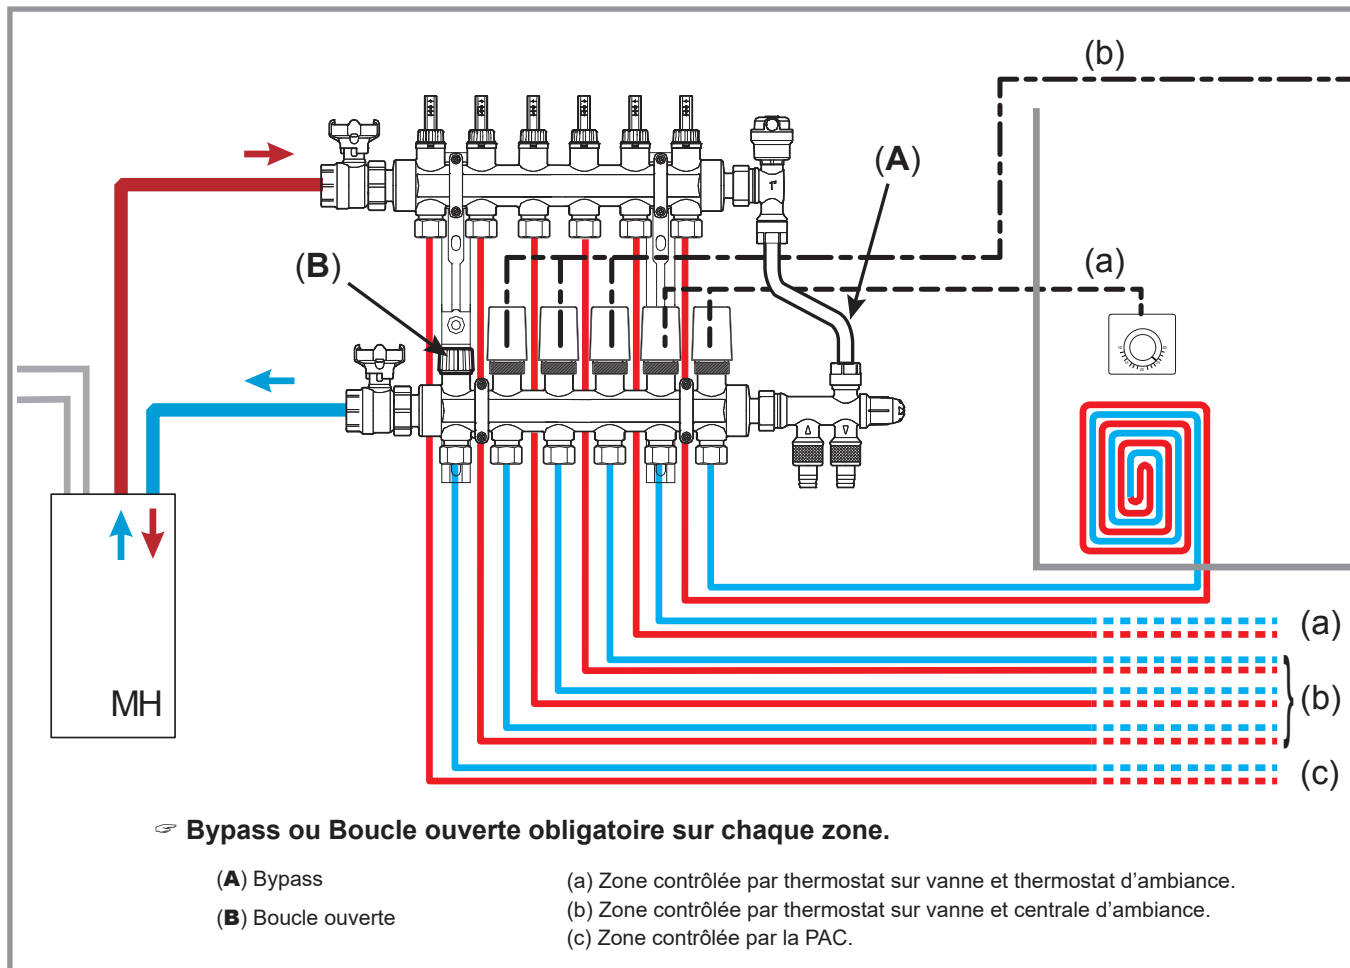 (b)
(A)
(B)
(a)
(a)
(b)
MH
(c)
☞ Bypass ou Boucle ouverte obligatoire sur chaque zone.
(A) Bypass
(B) Boucle ouverte
(a) Zone contrôlée par thermostat sur vanne et thermostat d’ambiance.
(b) Zone contrôlée par thermostat sur vanne et centrale d’ambiance.
(c) Zone contrôlée par la PAC.